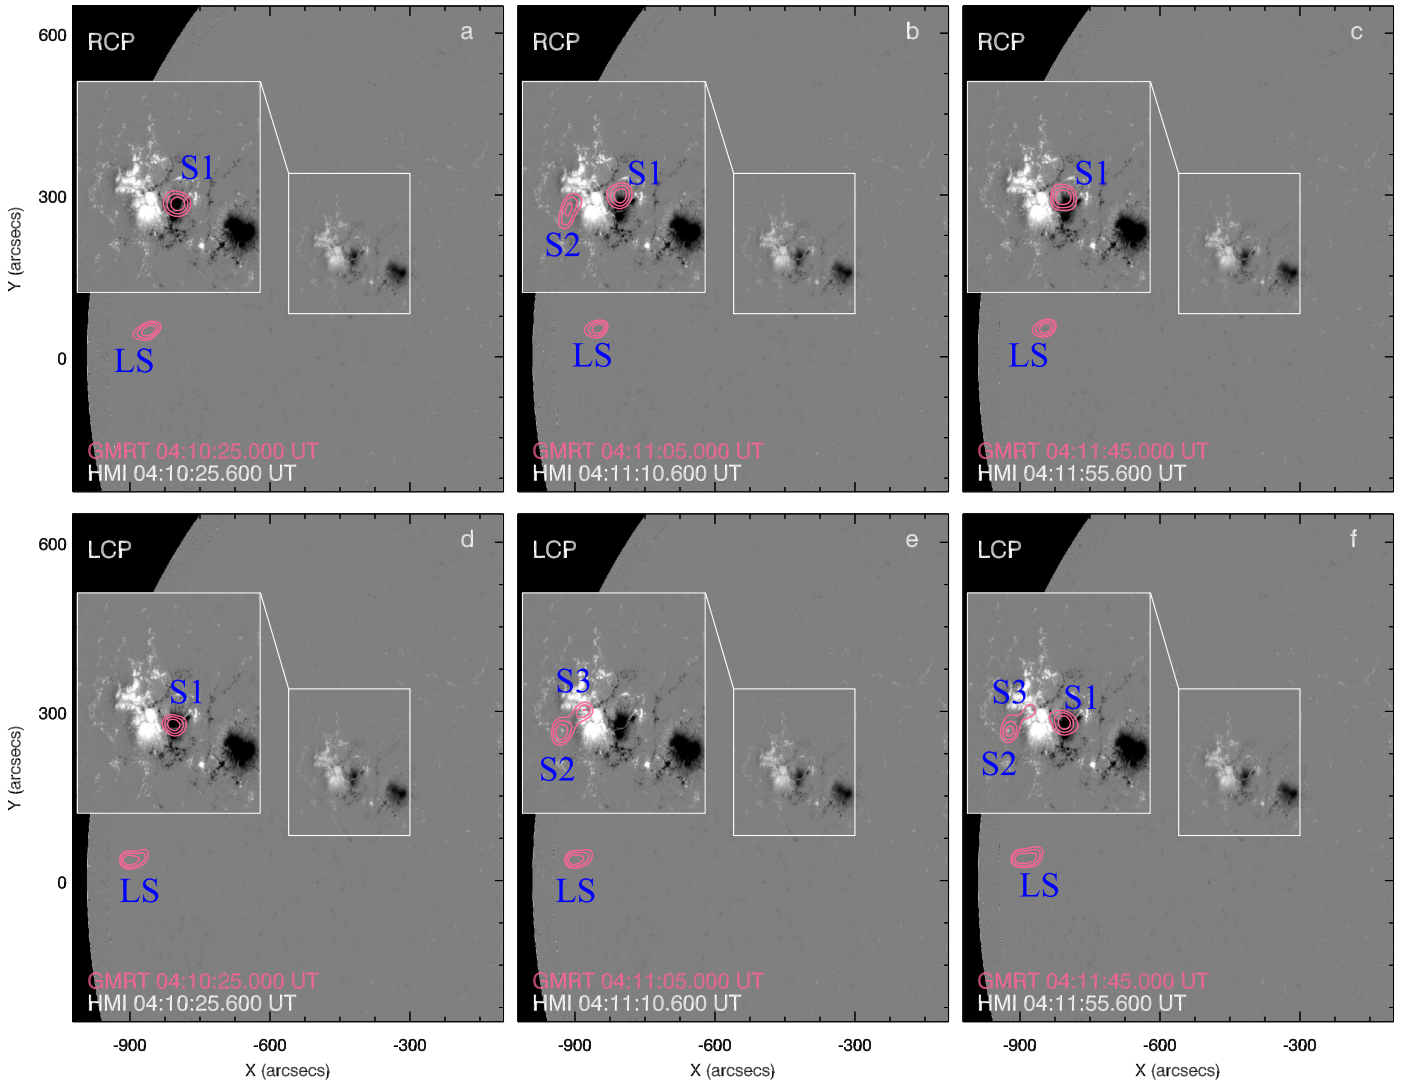 RCP
a
S1
LS
GMRT 04:10:25.000 UT
HMI 04:10:25.600 UT
600
300
0
Y (arcsecs)
RCP
b
S1
S2
LS
GMRT 04:11:05.000 UT
HMI 04:11:10.600 UT
RCP
c
S1
LS
GMRT 04:11:45.000 UT
HMI 04:11:55.600 UT
LCP
d
S1
LS
GMRT 04:10:25.000 UT
HMI 04:10:25.600 UT
600
300
0
Y (arcsecs)
-900
-600
-300
X (arcsecs)
LCP
e
S3
S2
LS
GMRT 04:11:05.000 UT
HMI 04:11:10.600 UT
-900
-600
-300
X (arcsecs)
LCP
f
S3
S1
S2
LS
GMRT 04:11:45.000 UT
HMI 04:11:55.600 UT
-900
-600
-300
X (arcsecs)